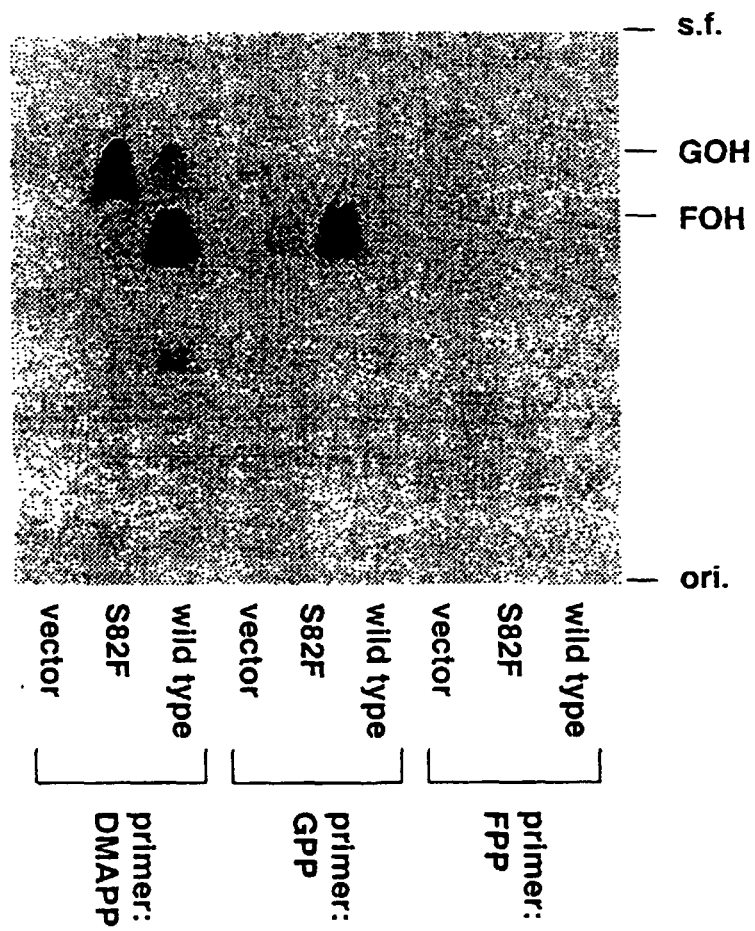 s.f.
GOH
FOH
ori.
vector
S82F
wild type
vector
S82F
wild type
vector
S82F
wild type
primer:
DMAPP
primer:
GPP
primer:
FPP